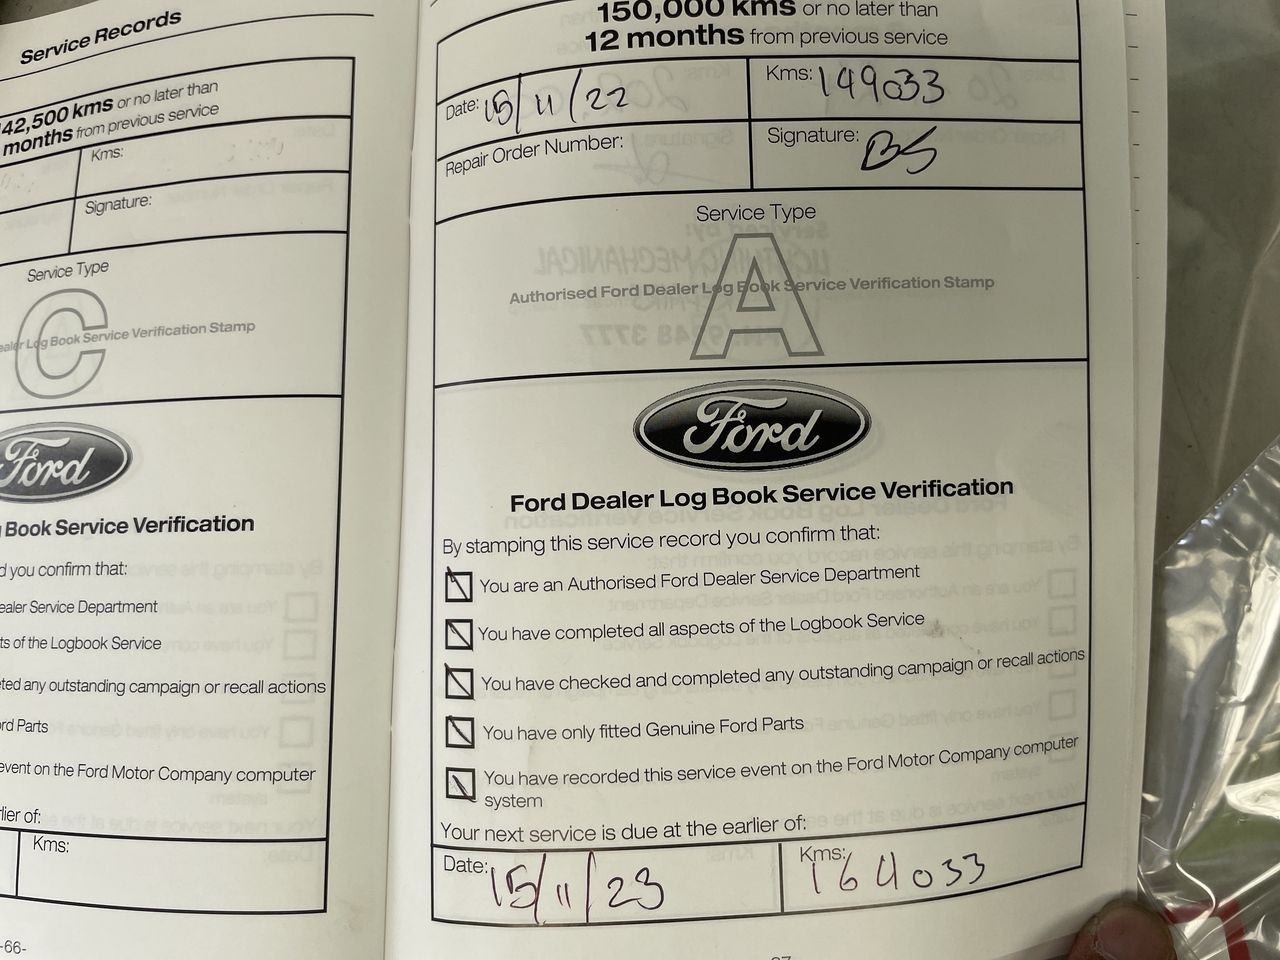 Service Records
42,500 kms or no later than
months from previous service
Kms:
Signature:
Service Type
C
Log Book Service Verification Stamp
Ford
Book Service Verification
d you confirm that:
ealer Service Department
ts of the Logbook Service
ted any outstanding campaign or recall actions
rd Parts
event on the Ford Motor Company computer
lier of:
Kms:
-66-
150,000 kms or no later than
12 months from previous service
Date: 15/11/22
Kms: 149033
Repair Order Number:
Signature: BS
Service Type
A
Authorised Ford Dealer Log Book Service Verification Stamp
Ford
Ford Dealer Log Book Service Verification
By stamping this service record you confirm that:
You are an Authorised Ford Dealer Service Department
You have completed all aspects of the Logbook Service
You have checked and completed any outstanding campaign or recall actions
You have only fitted Genuine Ford Parts
You have recorded this service event on the Ford Motor Company computer
system
Your next service is due at the earlier of:
Date: 15/11/23
Kms: 164033